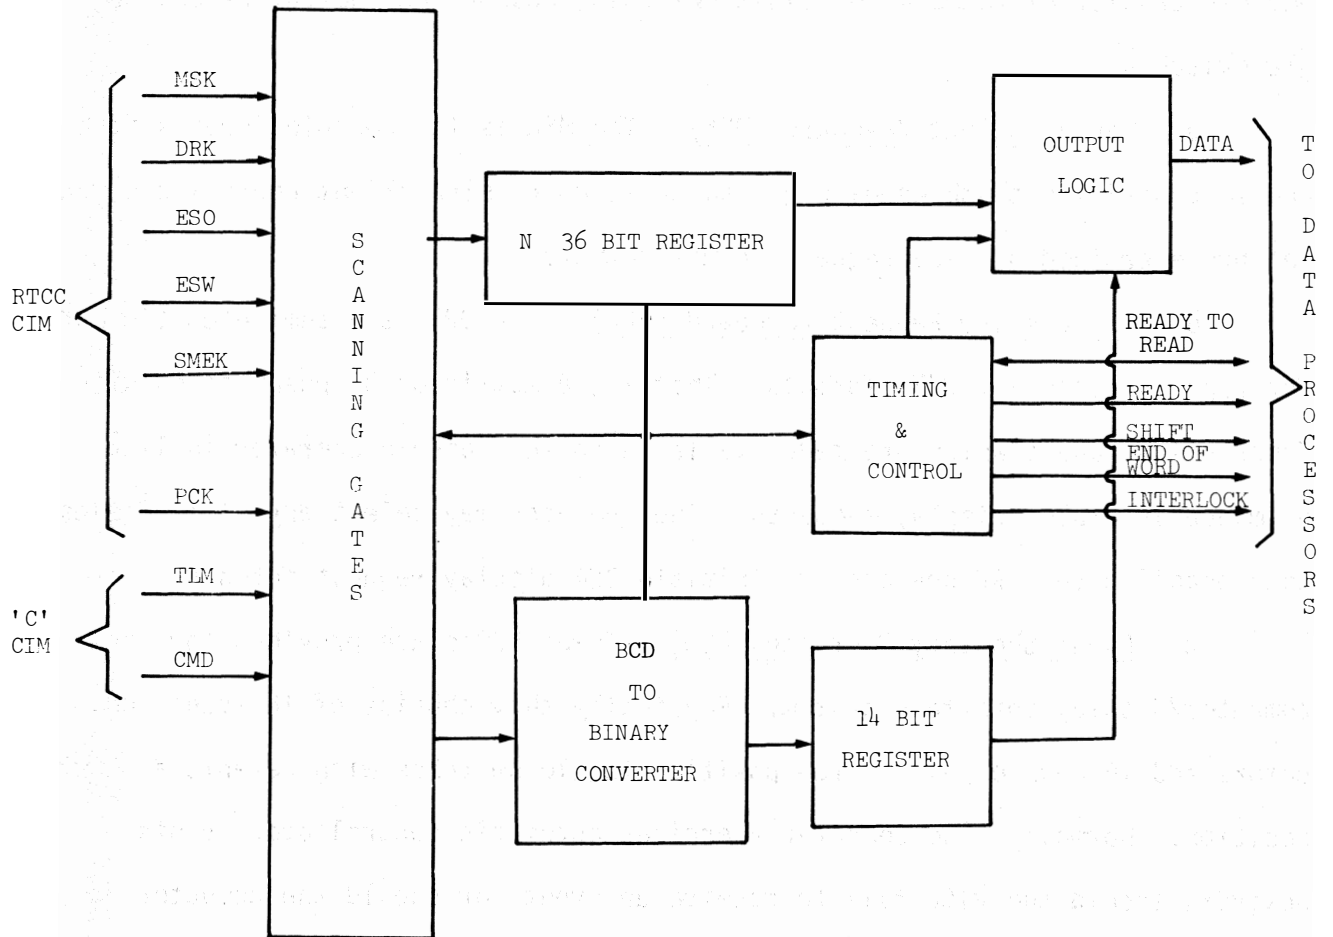 RTCC
CIM
MSK
DRK
ESO
ESW
SMEK
PCK
'C'
CIM
TLM
CMD
SCANNING GATES
N 36 BIT REGISTER
BCD
TO
BINARY
CONVERTER
14 BIT
REGISTER
TIMING
&
CONTROL
OUTPUT
LOGIC
DATA
READY TO
READ
READY
SHIFT
END OF
WORD
INTERLOCK
TO DATA PROCESSORS